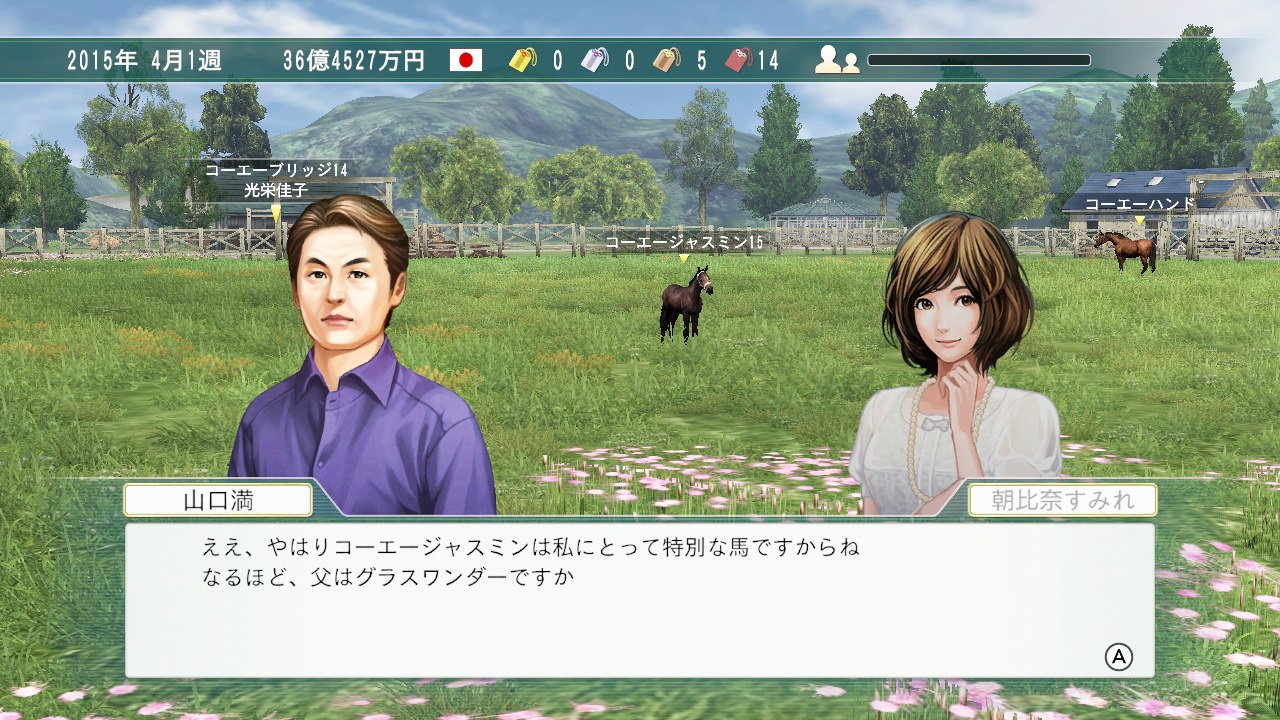 2015年 4月1週 36億4527万円 0 0 5 14
コーエーブリッジ14
光栄佳子
コーエーハンド
コーエージャスミン15
山口満
朝比奈すみれ
ええ、やはりコーエージャスミンは私にとって特別な馬ですからね
なるほど、父はグラスワンダーですか
A